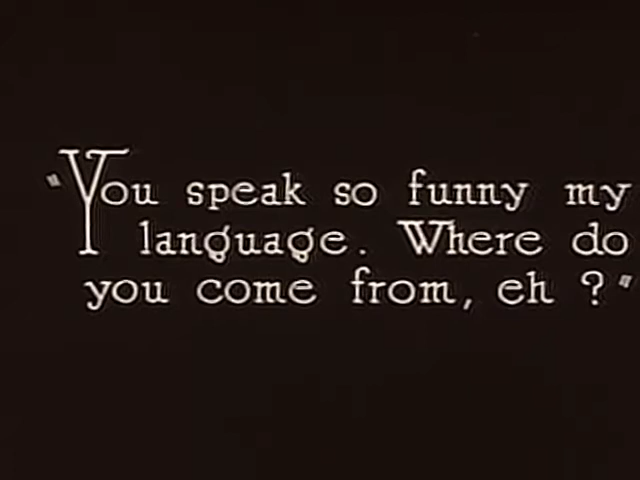 "You speak so funny my
language. Where do
you come from, eh ?"